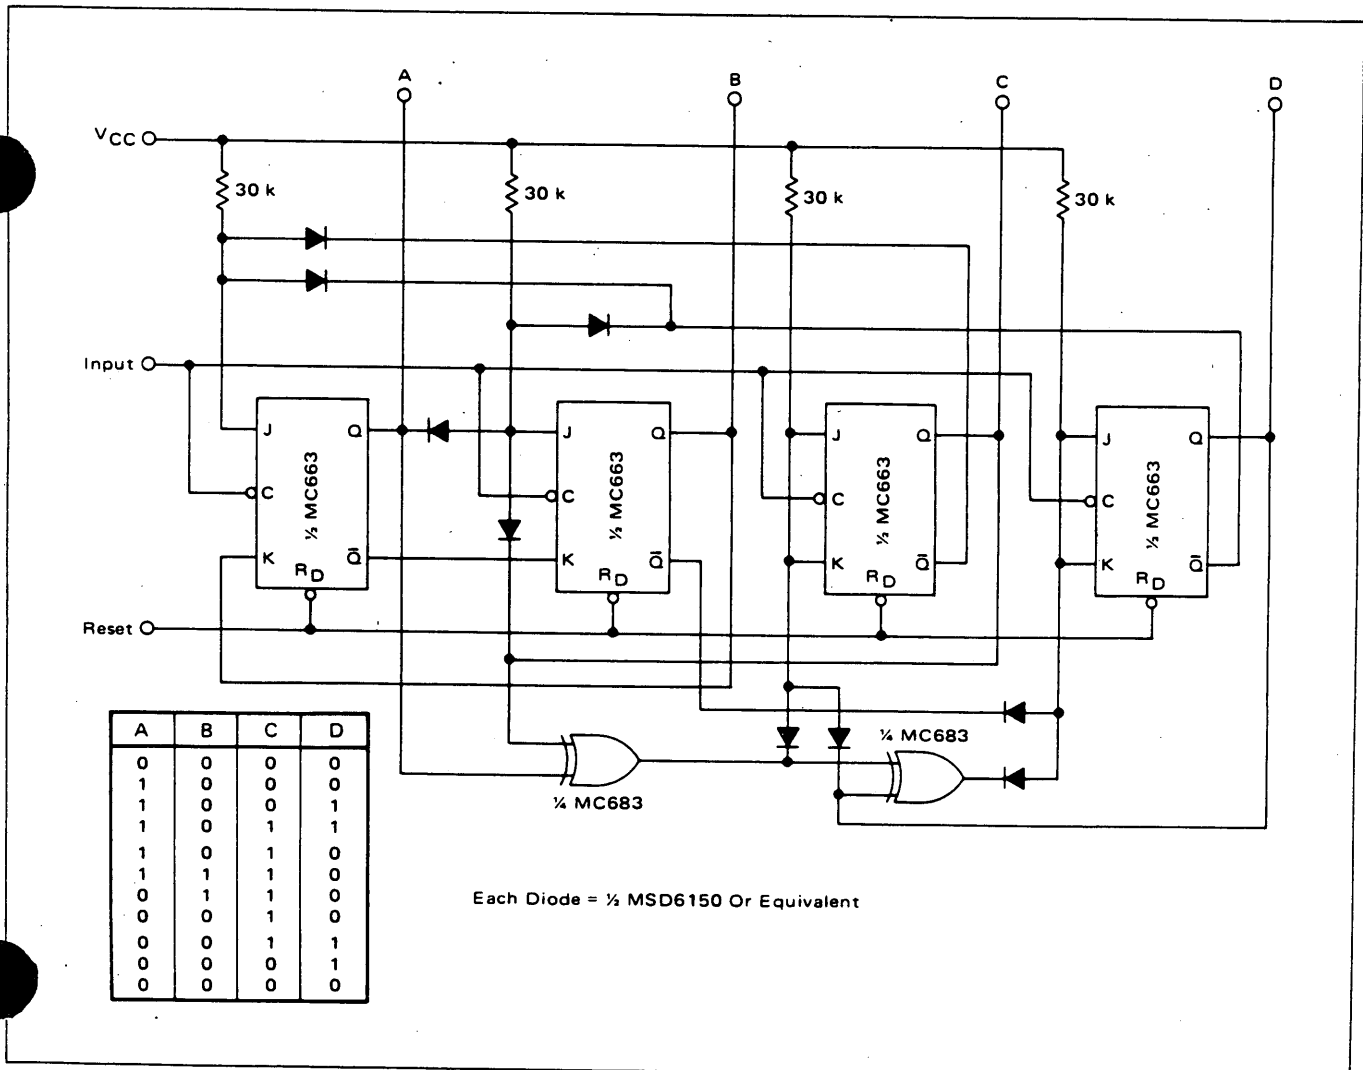 A B C D
VCC
30 k 30 k 30 k 30 k
Input
J Q J Q J Q J Q
C C C C
½ MC663 ½ MC663 ½ MC663 ½ MC663
K Q̄ K Q̄ K Q̄ K Q̄
RD RD RD RD
Reset
¼ MC683
¼ MC683
A B C D
0 0 0 0
1 0 0 0
1 0 0 1
1 0 1 1
1 0 1 0
1 1 1 0
0 1 1 0
0 0 1 0
0 0 1 1
0 0 0 1
0 0 0 0
Each Diode = ½ MSD6150 Or Equivalent